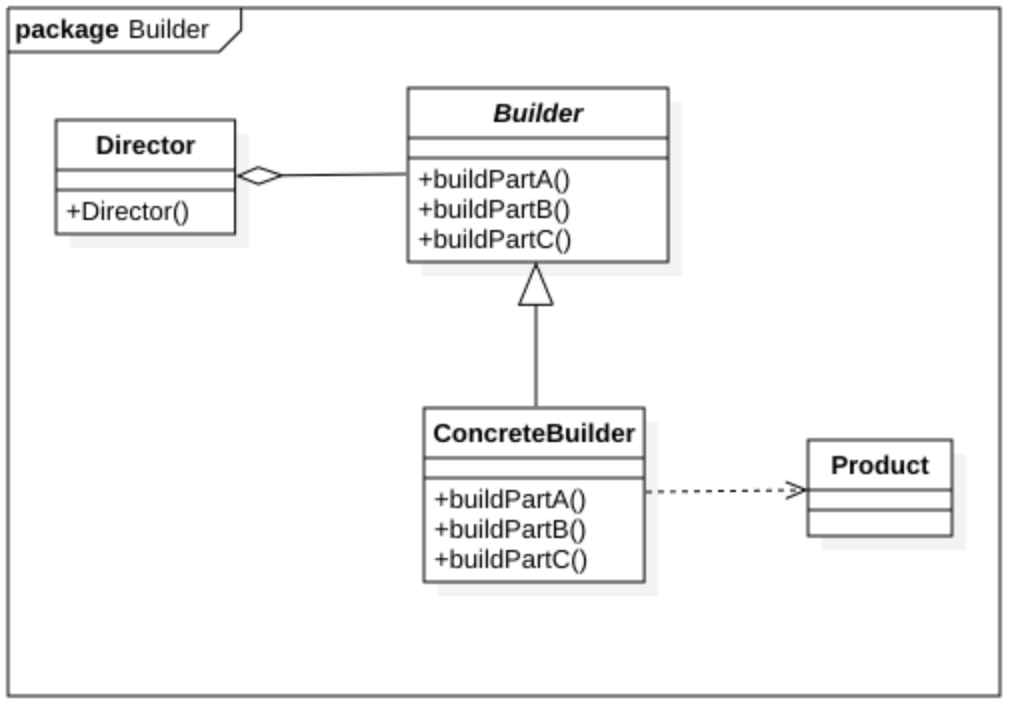 package Builder
Director
+Director()
Builder
+buildPartA()
+buildPartB()
+buildPartC()
ConcreteBuilder
+buildPartA()
+buildPartB()
+buildPartC()
Product